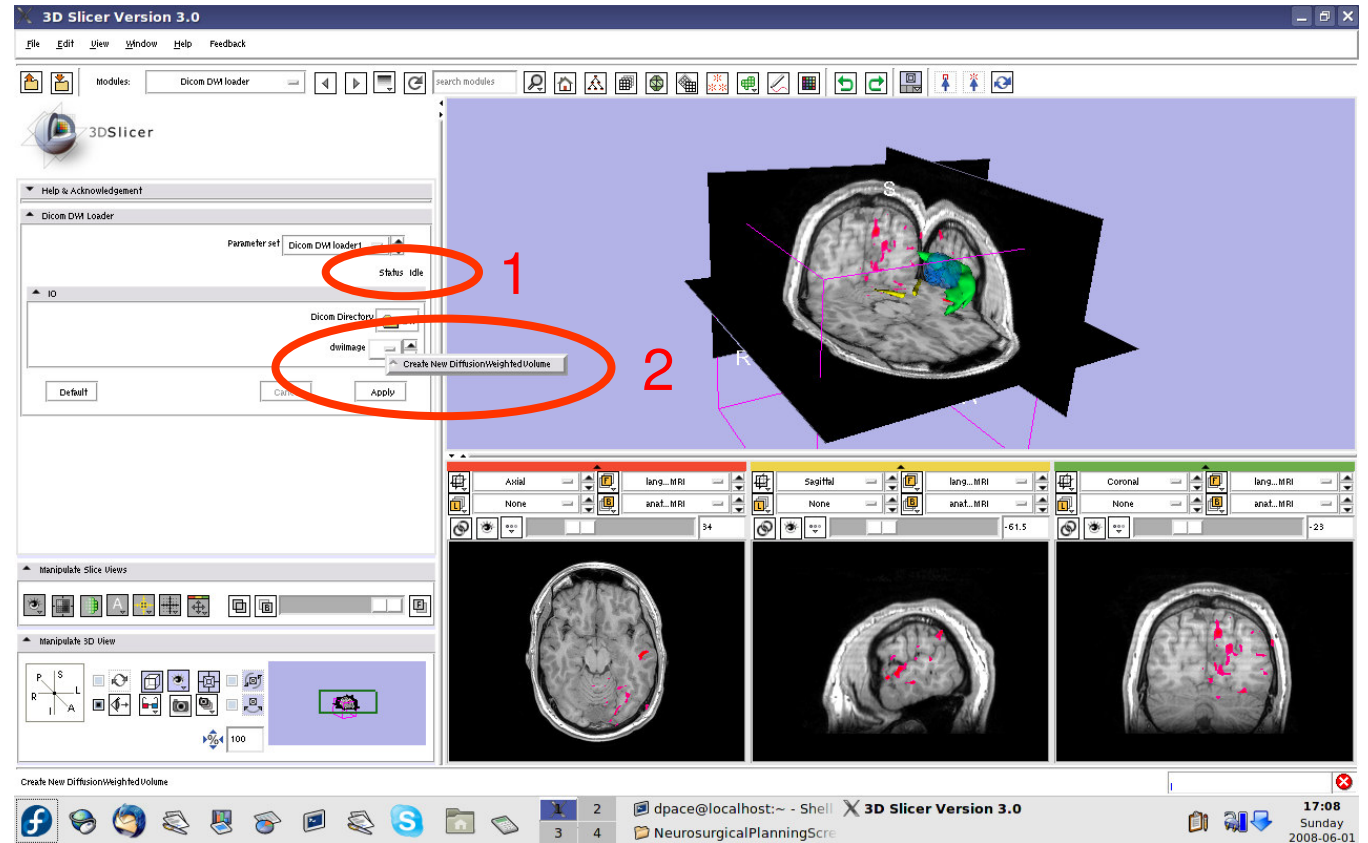 3D Slicer Version 3.0
File Edit View Window Help Feedback
Modules: Dicom DWI loader search modules
3DSlicer
Help & Acknowledgement
Dicom DWI Loader
Parameter set Dicom DWI loader1
Status Idle
1
IO
Dicom Directory
dwiImage
Create New DiffusionWeightedVolume
2
Default Apply
S
R
Axial lang...MRI
None anat...MRI
34
Sagittal lang...MRI
None anat...MRI
-61.5
Coronal lang...MRI
None anat...MRI
-23
Manipulate Slice Views
Manipulate 3D View
P S
R L
I A
100
Create New DiffusionWeightedVolume
1 2
3 4
dpace@localhost:~ - Shell
3D Slicer Version 3.0
NeurosurgicalPlanningScre
17:08
Sunday
2008-06-01